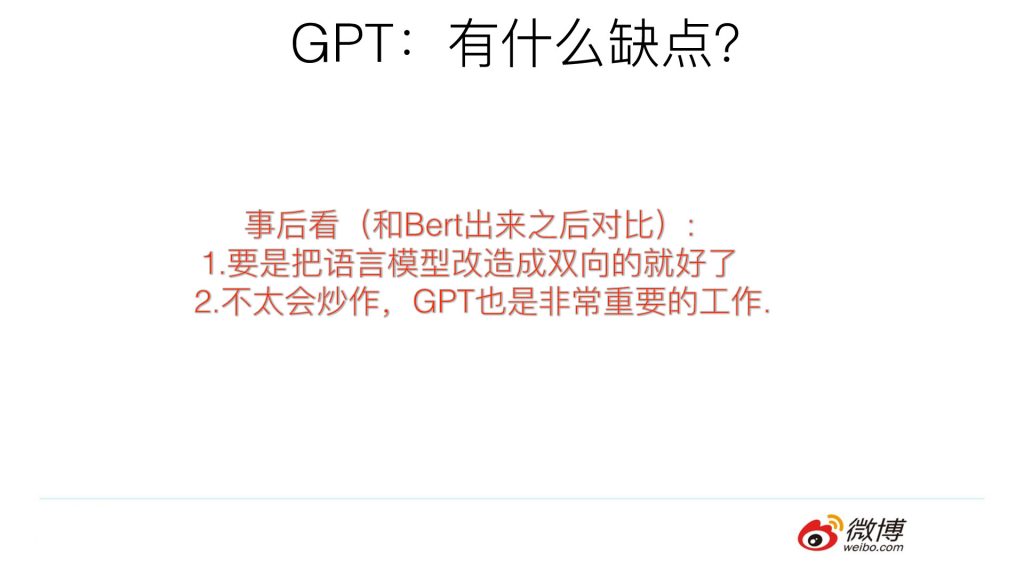 GPT：有什么缺点？
事后看（和Bert出来之后对比）:
1.要是把语言模型改造成双向的就好了
2.不太会炒作，GPT也是非常重要的工作.
微博
weibo.com